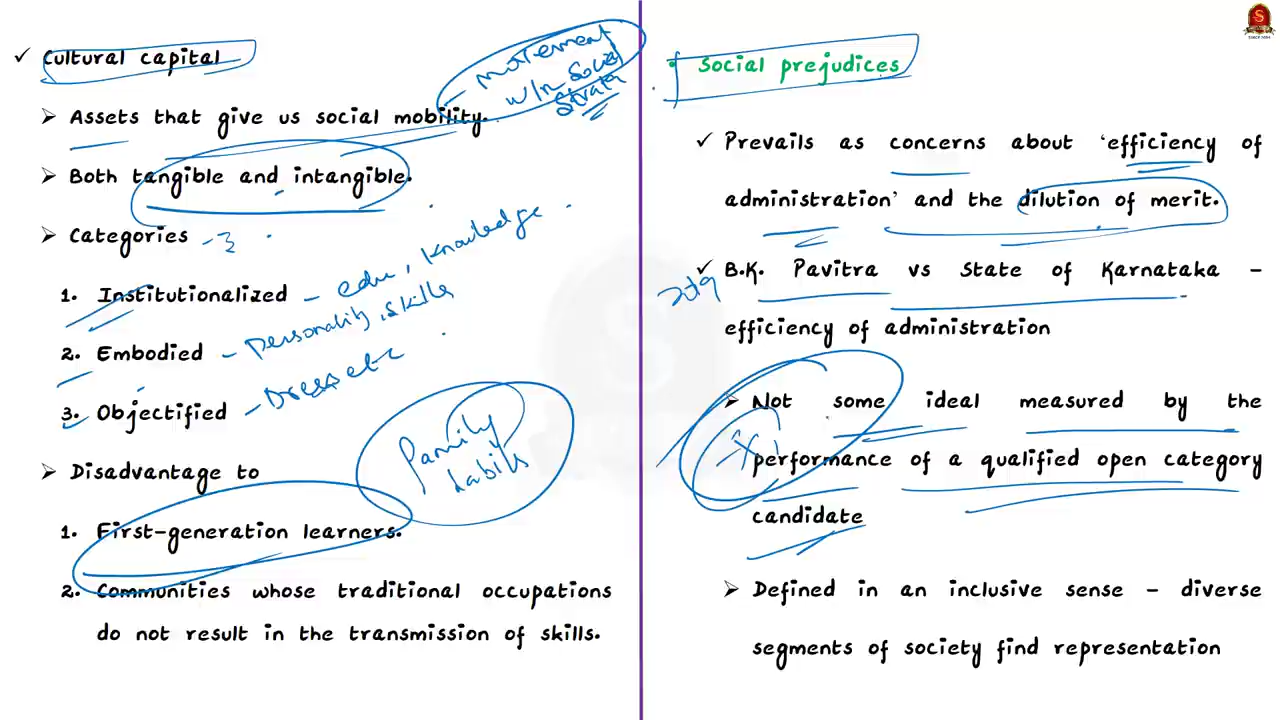 ✓ Cultural capital
➤ Assets that give us social mobility.
– movement
w/n social
strata
➤ Both tangible and intangible.
➤ Categories – 3
1. Institutionalized – edu, knowledge
2. Embodied – personality, skills
3. Objectified – Dress etc
➤ Disadvantage to
Family
habits
1. First-generation learners.
2. Communities whose traditional occupations
do not result in the transmission of skills.
Social prejudices
✓ Prevails as concerns about 'efficiency of
administration' and the dilution of merit.
2019
✓ B.K. Pavitra vs State of Karnataka –
efficiency of administration
➤ Not some ideal measured by the
performance of a qualified open category
candidate
➤ Defined in an inclusive sense – diverse
segments of society find representation